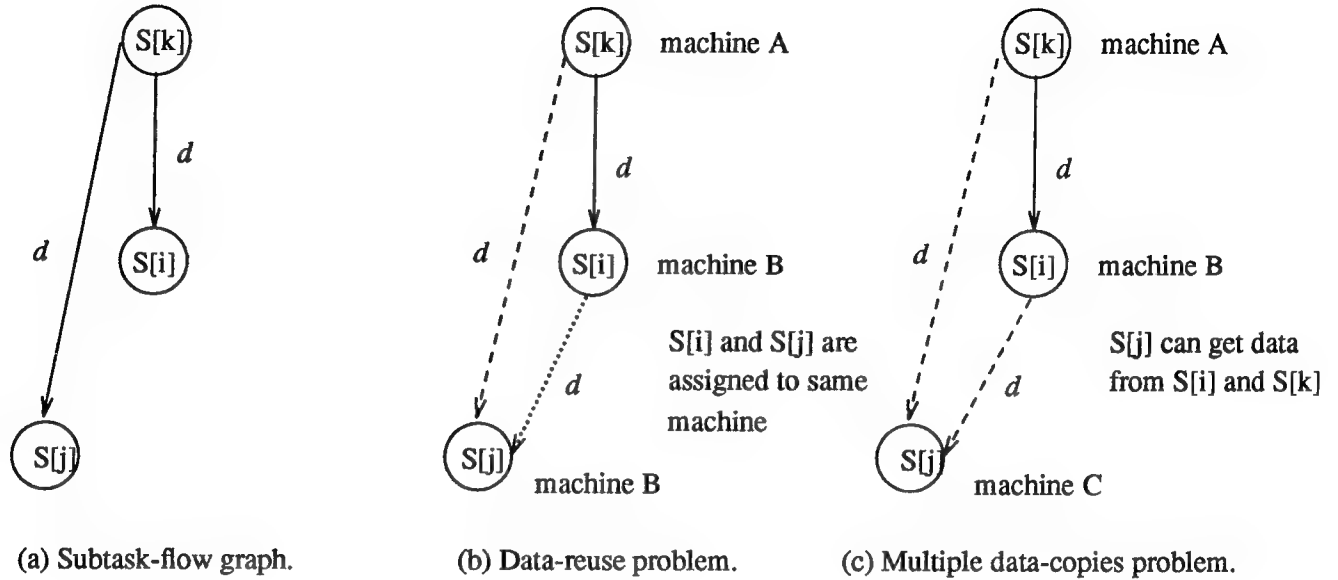 S[k]
d
S[i]
d
S[j]
(a) Subtask-flow graph.
S[k] machine A
d
d
S[i] machine B
S[i] and S[j] are
assigned to same
machine
d
S[j]
machine B
(b) Data-reuse problem.
S[k] machine A
d
d
S[i] machine B
S[j] can get data
from S[i] and S[k]
d
S[j]
machine C
(c) Multiple data-copies problem.